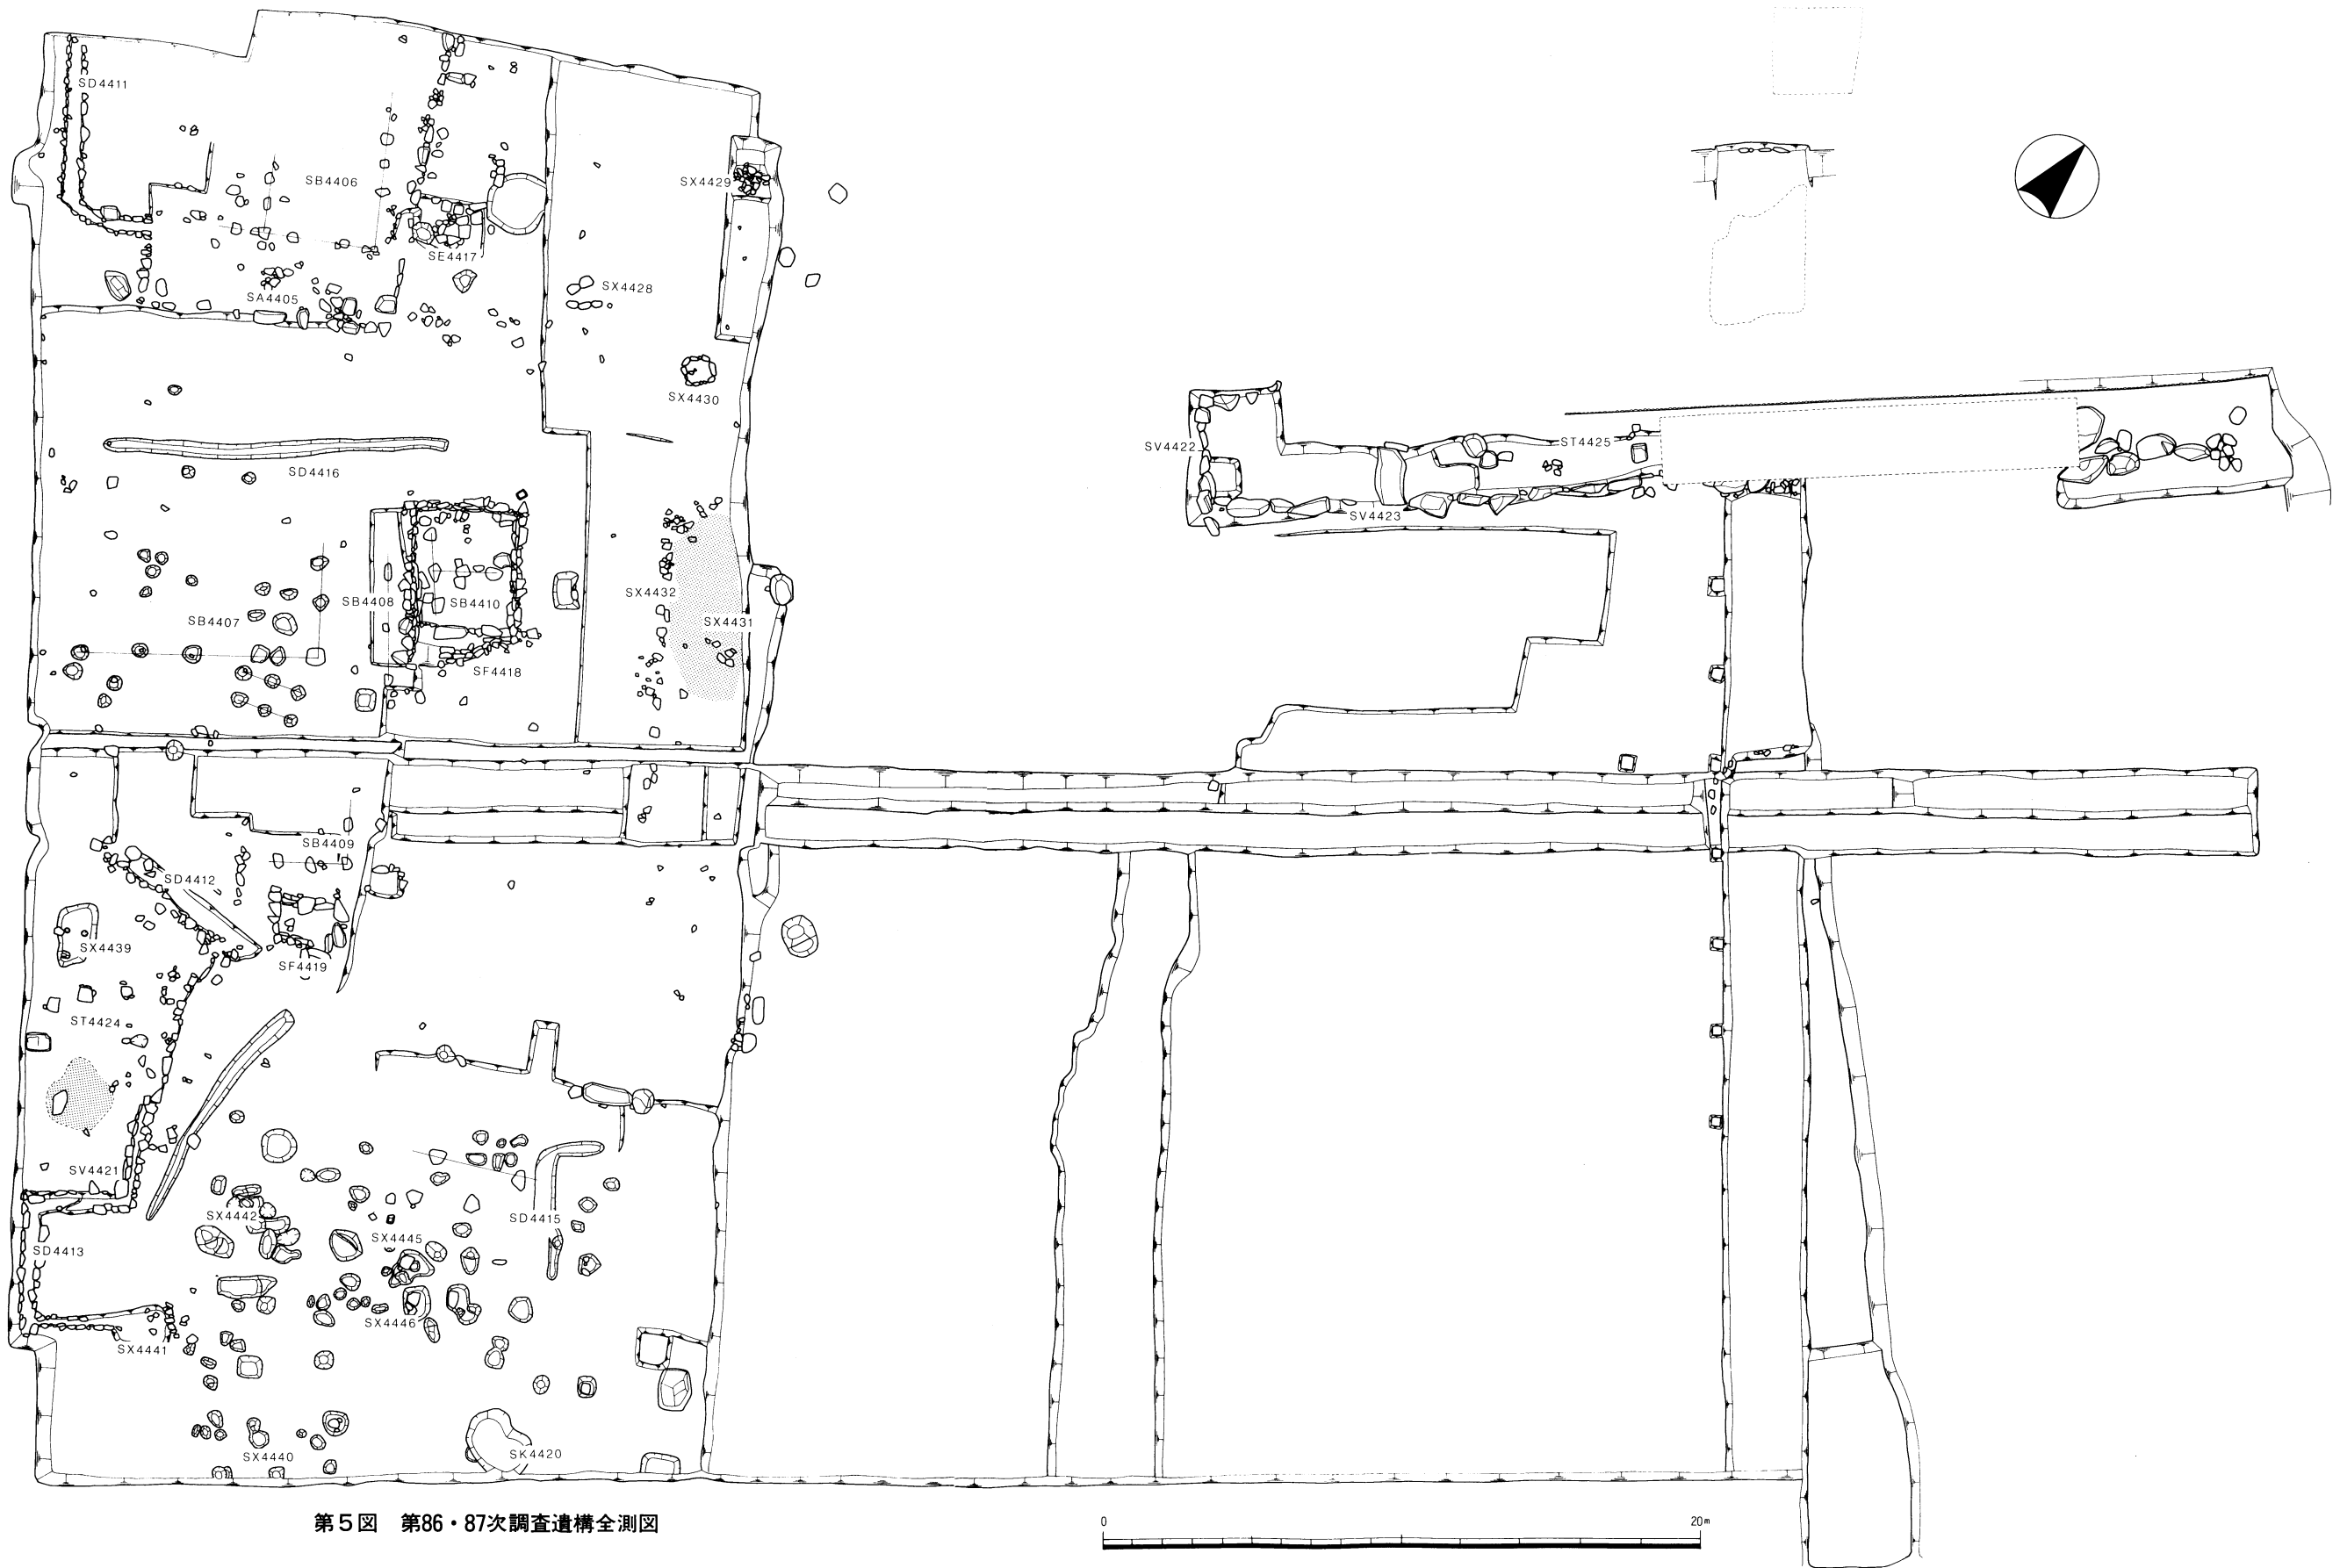 SD4411
SB4406
SX4429
SE4417
SX4428
SA4405
SX4430
SV4422
ST4425
SD4416
SV4423
SX4432
SB4408
SB4410
SB4407
SX4431
SF4418
SB4409
SD4412
SX4439
SF4419
ST4424
SV4421
SX4442
SD4415
SX4445
SD4413
SX4446
SX4441
SX4440
SK4420
第5図 第86・87次調査遺構全測図
0 20m